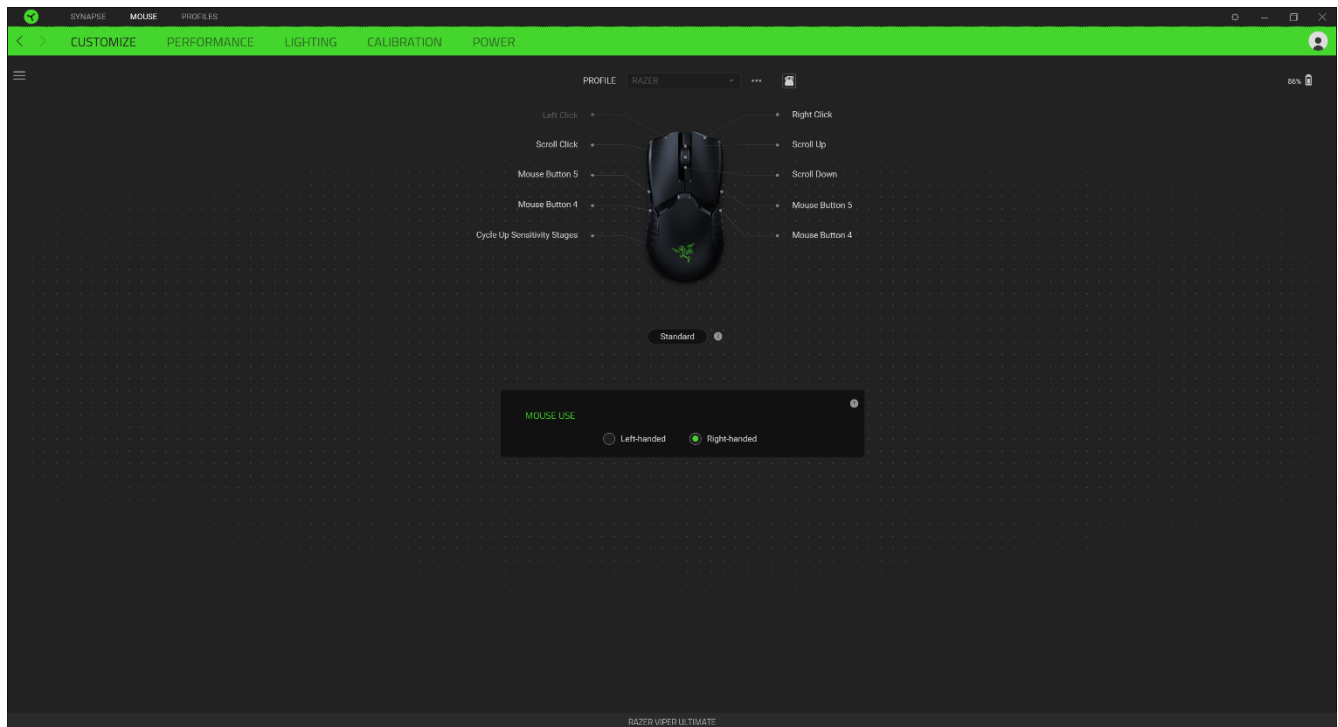 SYNAPSE MOUSE PROFILES
CUSTOMIZE PERFORMANCE LIGHTING CALIBRATION POWER
PROFILE RAZER 86%
Left Click Right Click
Scroll Click Scroll Up
Mouse Button 5 Scroll Down
Mouse Button 4 Mouse Button 5
Cycle Up Sensitivity Stages Mouse Button 4
Standard ?
?
MOUSE USE
Left-handed Right-handed
RAZER VIPER ULTIMATE